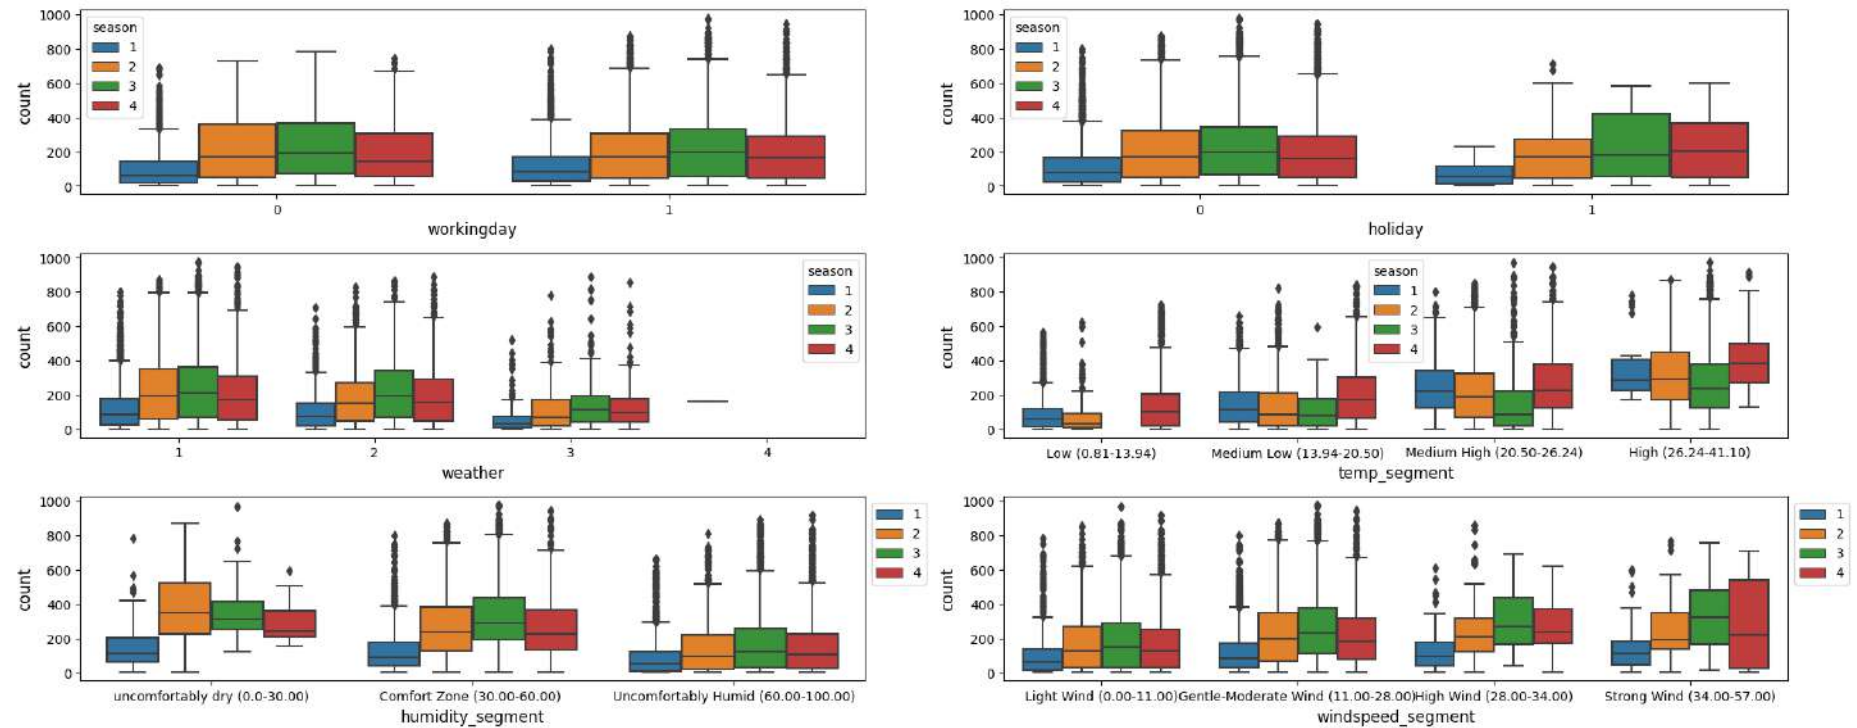 season
1
2
3
4
count
1000
800
600
400
200
0
0
1
workingday
season
1
2
3
4
count
1000
800
600
400
200
0
0
1
holiday
season
1
2
3
4
count
1000
800
600
400
200
0
1
2
3
4
weather
season
1
2
3
4
count
1000
800
600
400
200
0
Low (0.81-13.94)
Medium Low (13.94-20.50)
Medium High (20.50-26.24)
High (26.24-41.10)
temp_segment
1
2
3
4
count
1000
800
600
400
200
0
uncomfortably dry (0.0-30.00)
Comfort Zone (30.00-60.00)
Uncomfortably Humid (60.00-100.00)
humidity_segment
1
2
3
4
count
1000
800
600
400
200
0
Light Wind (0.00-11.00)
Gentle-Moderate Wind (11.00-28.00)
High Wind (28.00-34.00)
Strong Wind (34.00-57.00)
windspeed_segment